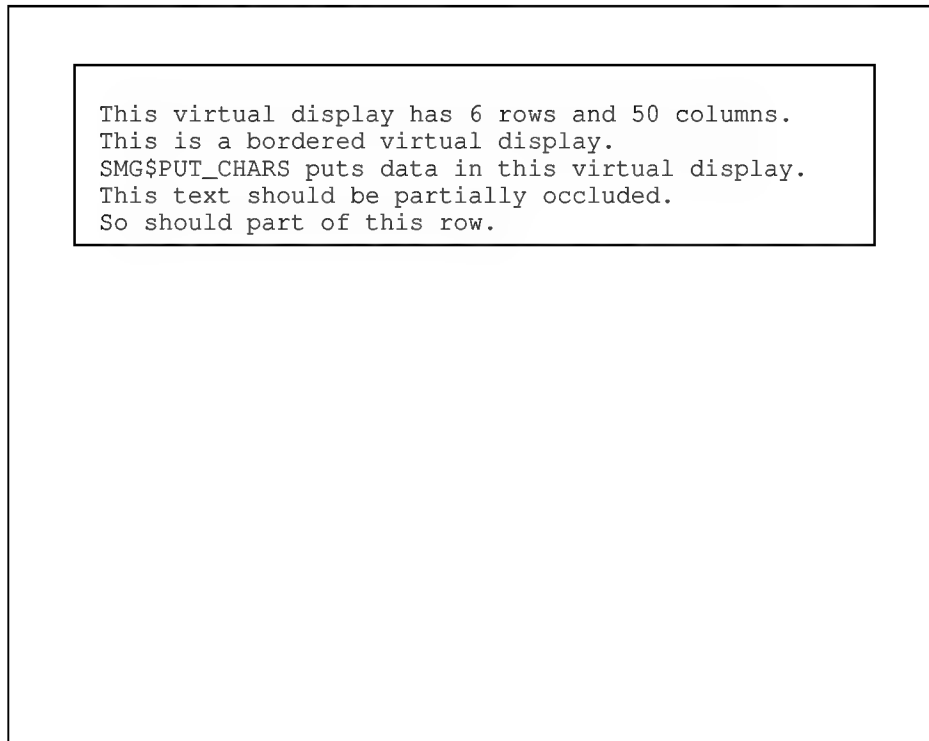 This virtual display has 6 rows and 50 columns.
This is a bordered virtual display.
SMG$PUT_CHARS puts data in this virtual display.
This text should be partially occluded.
So should part of this row.